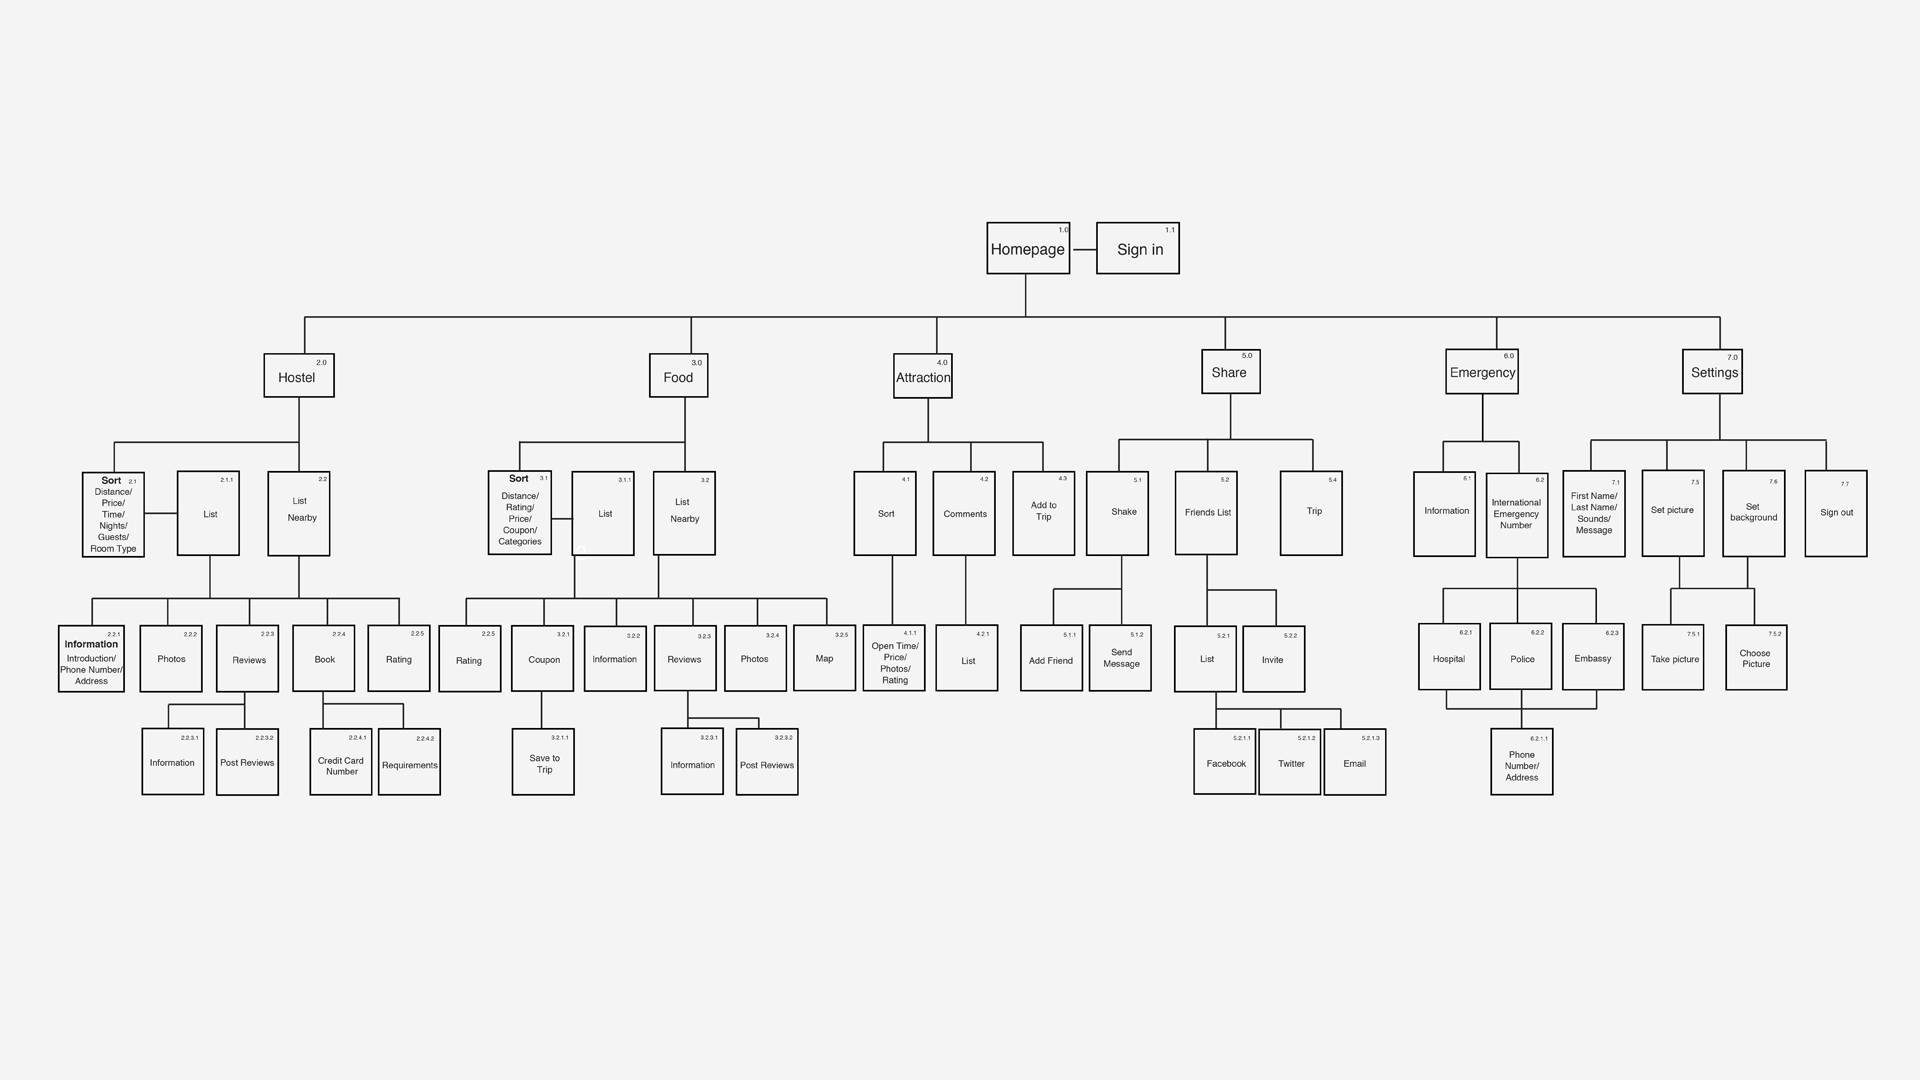 1.0
Homepage
1.1
Sign in
2.0
Hostel
3.0
Food
4.0
Attraction
5.0
Share
6.0
Emergency
7.0
Settings
Sort 2.1
Distance/
Price/
Time/
Nights/
Guests/
Room Type
2.1.1
List
2.2
List
Nearby
Sort 3.1
Distance/
Rating/
Price/
Coupon/
Categories
3.1.1
List
3.2
List
Nearby
4.1
Sort
4.2
Comments
4.3
Add to
Trip
5.1
Shake
5.2
Friends List
5.4
Trip
6.1
Information
6.2
International
Emergency
Number
7.1
First Name/
Last Name/
Sounds/
Message
7.5
Set picture
7.6
Set
background
7.7
Sign out
2.2.1
Information
Introduction/
Phone Number/
Address
2.2.2
Photos
2.2.3
Reviews
2.2.4
Book
2.2.5
Rating
2.2.5
Rating
3.2.1
Coupon
3.2.2
Information
3.2.3
Reviews
3.2.4
Photos
3.2.5
Map
4.1.1
Open Time/
Price/
Photos/
Rating
4.2.1
List
5.1.1
Add Friend
5.1.2
Send
Message
5.2.1
List
5.2.2
Invite
6.2.1
Hospital
6.2.2
Police
6.2.3
Embassy
7.5.1
Take picture
7.5.2
Choose
Picture
2.2.3.1
Information
2.2.3.2
Post Reviews
2.2.4.1
Credit Card
Number
2.2.4.2
Requirements
3.2.1.1
Save to
Trip
3.2.3.1
Information
3.2.3.2
Post Reviews
5.2.1.1
Facebook
5.2.1.2
Twitter
5.2.1.3
Email
6.2.1.1
Phone
Number/
Address